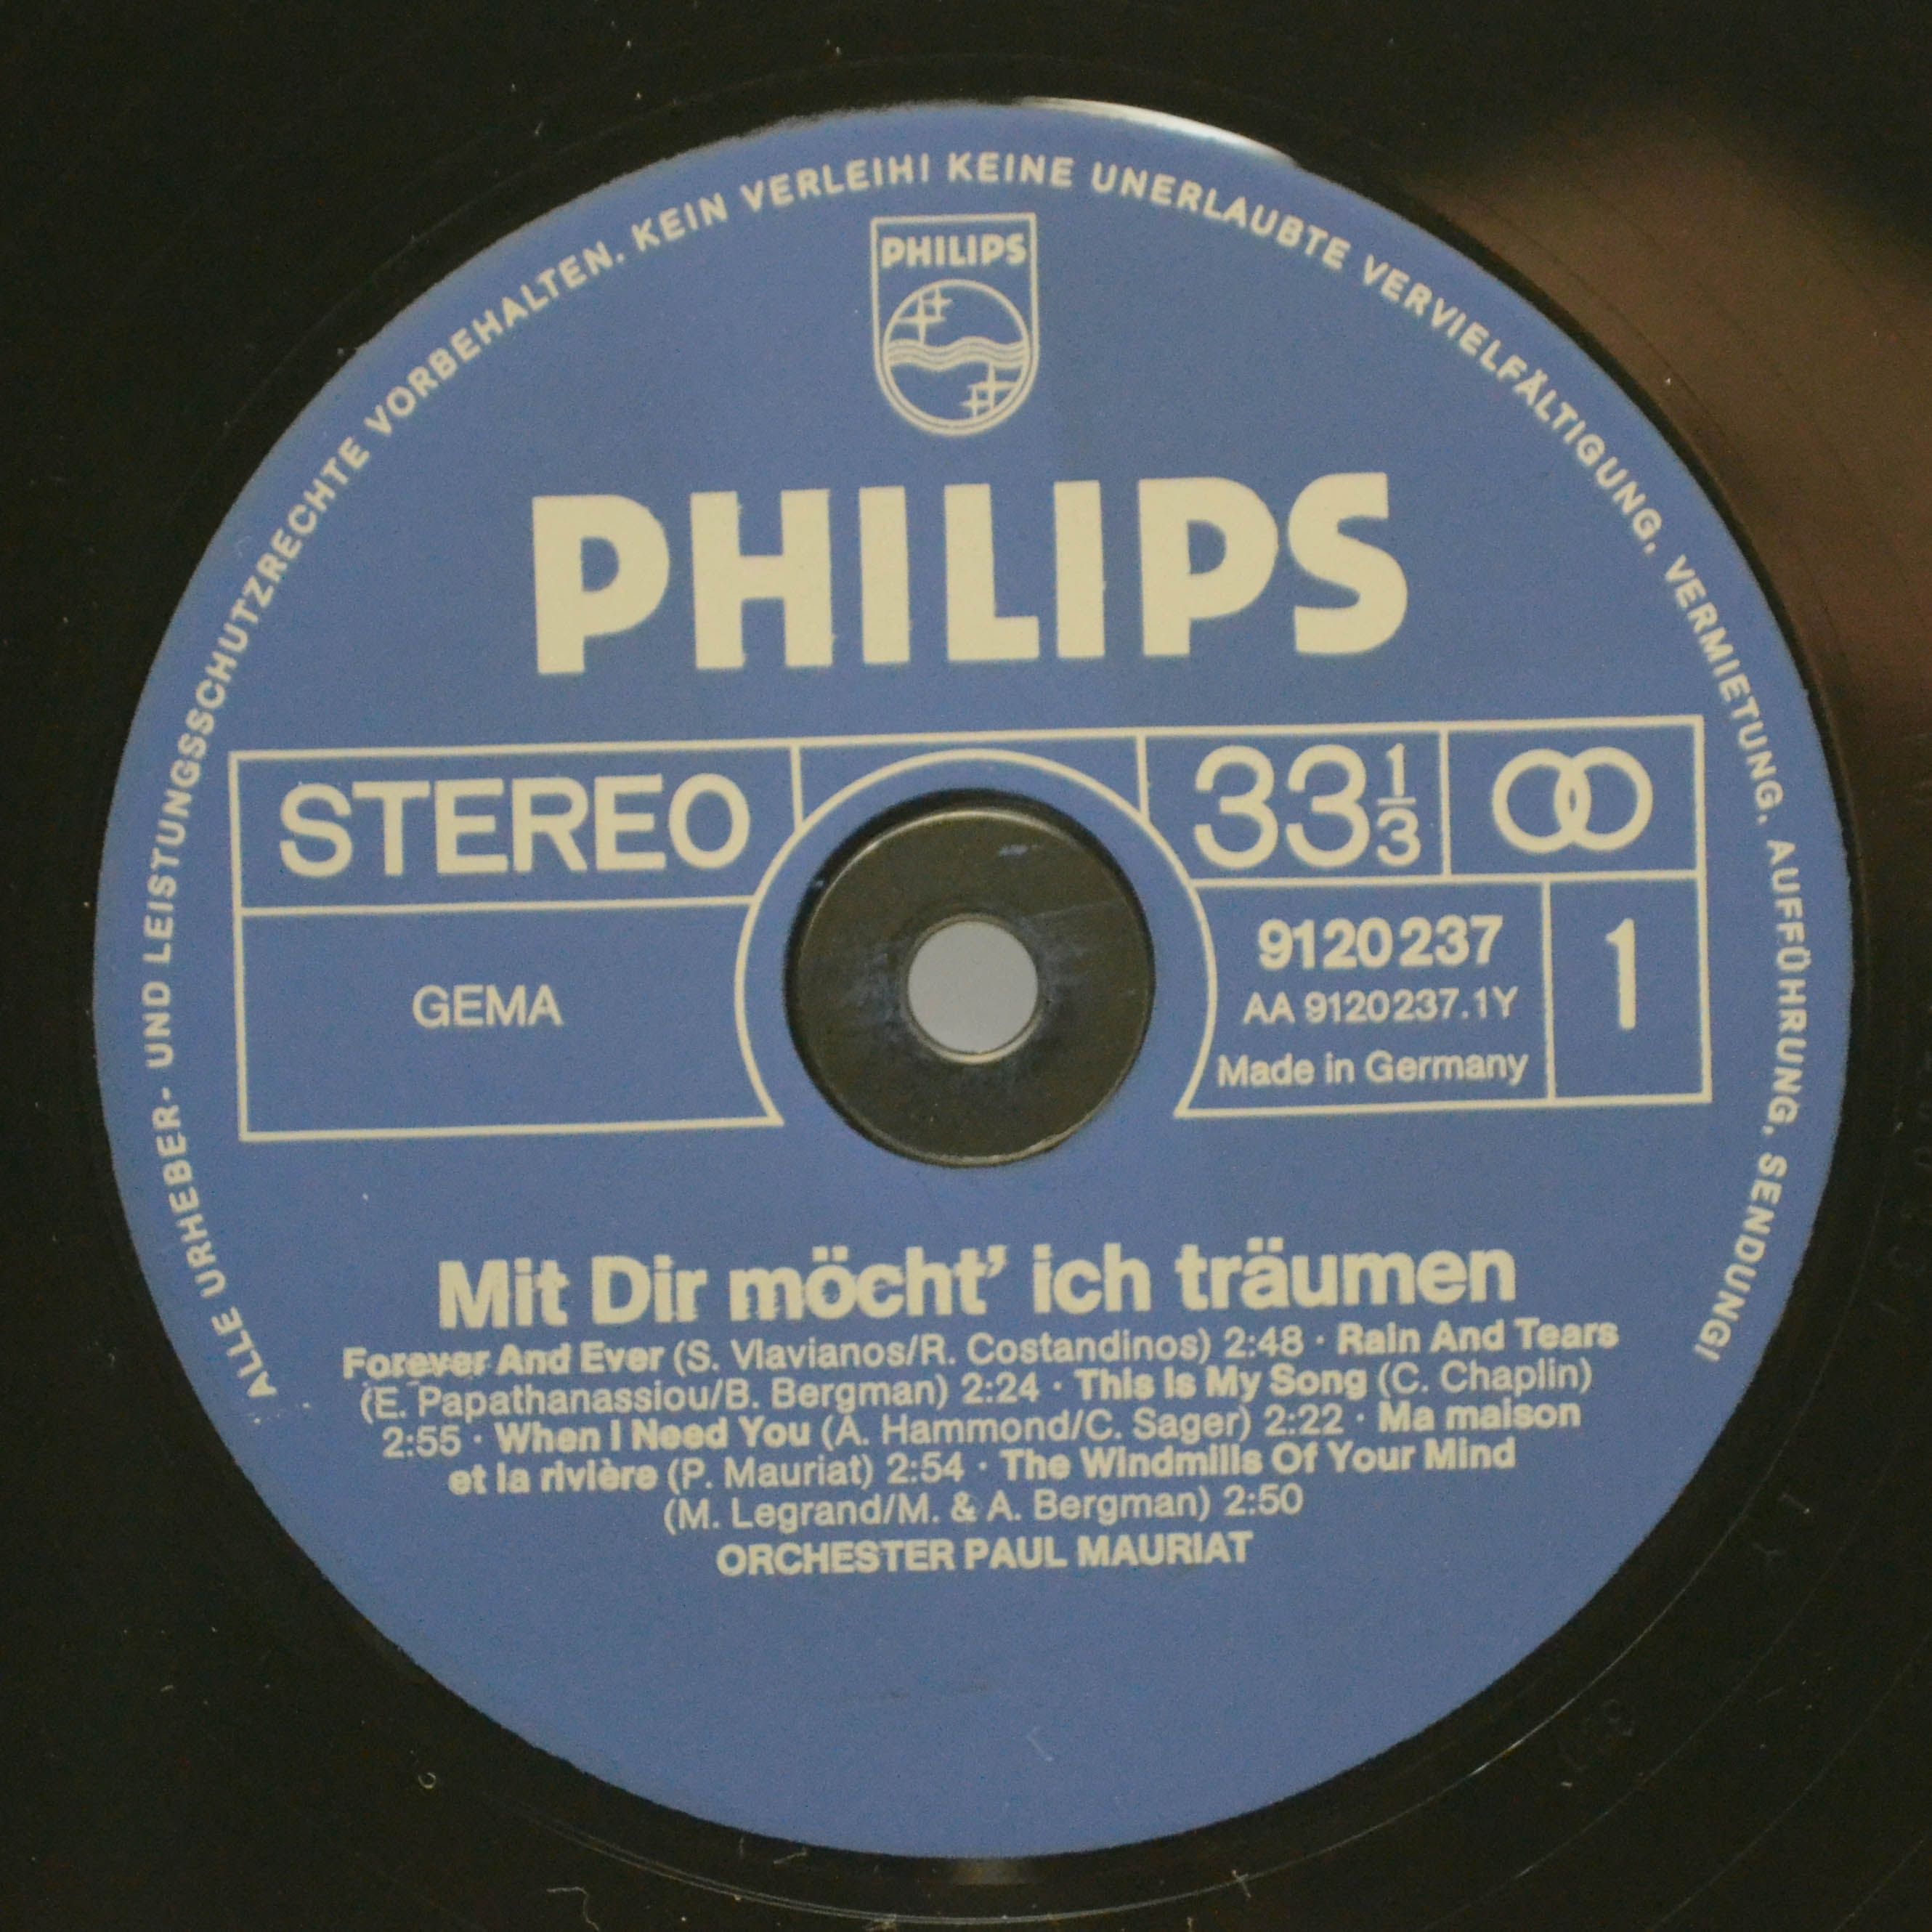 ALLE URHEBER- UND LEISTUNGSSCHUTZRECHTE VORBEHALTEN. KEIN VERLEIH! KEINE UNERLAUBTE VERVIELFÄLTIGUNG, VERMIETUNG, AUFFÜHRUNG, SENDUNG!
PHILIPS
PHILIPS
STEREO
33 1/3
GEMA
9120 237
AA 9120 237.1Y
Made in Germany
1
Mit Dir möcht' ich träumen
Forever And Ever (S. Vlavianos/R. Costandinos) 2:48 · Rain And Tears
(E. Papathanassiou/B. Bergman) 2:24 · This Is My Song (C. Chaplin)
2:55 · When I Need You (A. Hammond/C. Sager) 2:22 · Ma maison
et la rivière (P. Mauriat) 2:54 · The Windmills Of Your Mind
(M. Legrand/M. & A. Bergman) 2:50
ORCHESTER PAUL MAURIAT